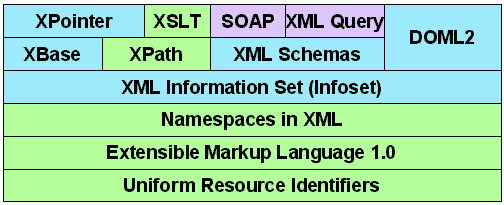 XPointer XSLT SOAP XML Query DOML2
XBase XPath XML Schemas
XML Information Set (Infoset)
Namespaces in XML
Extensible Markup Language 1.0
Uniform Resource Identifiers